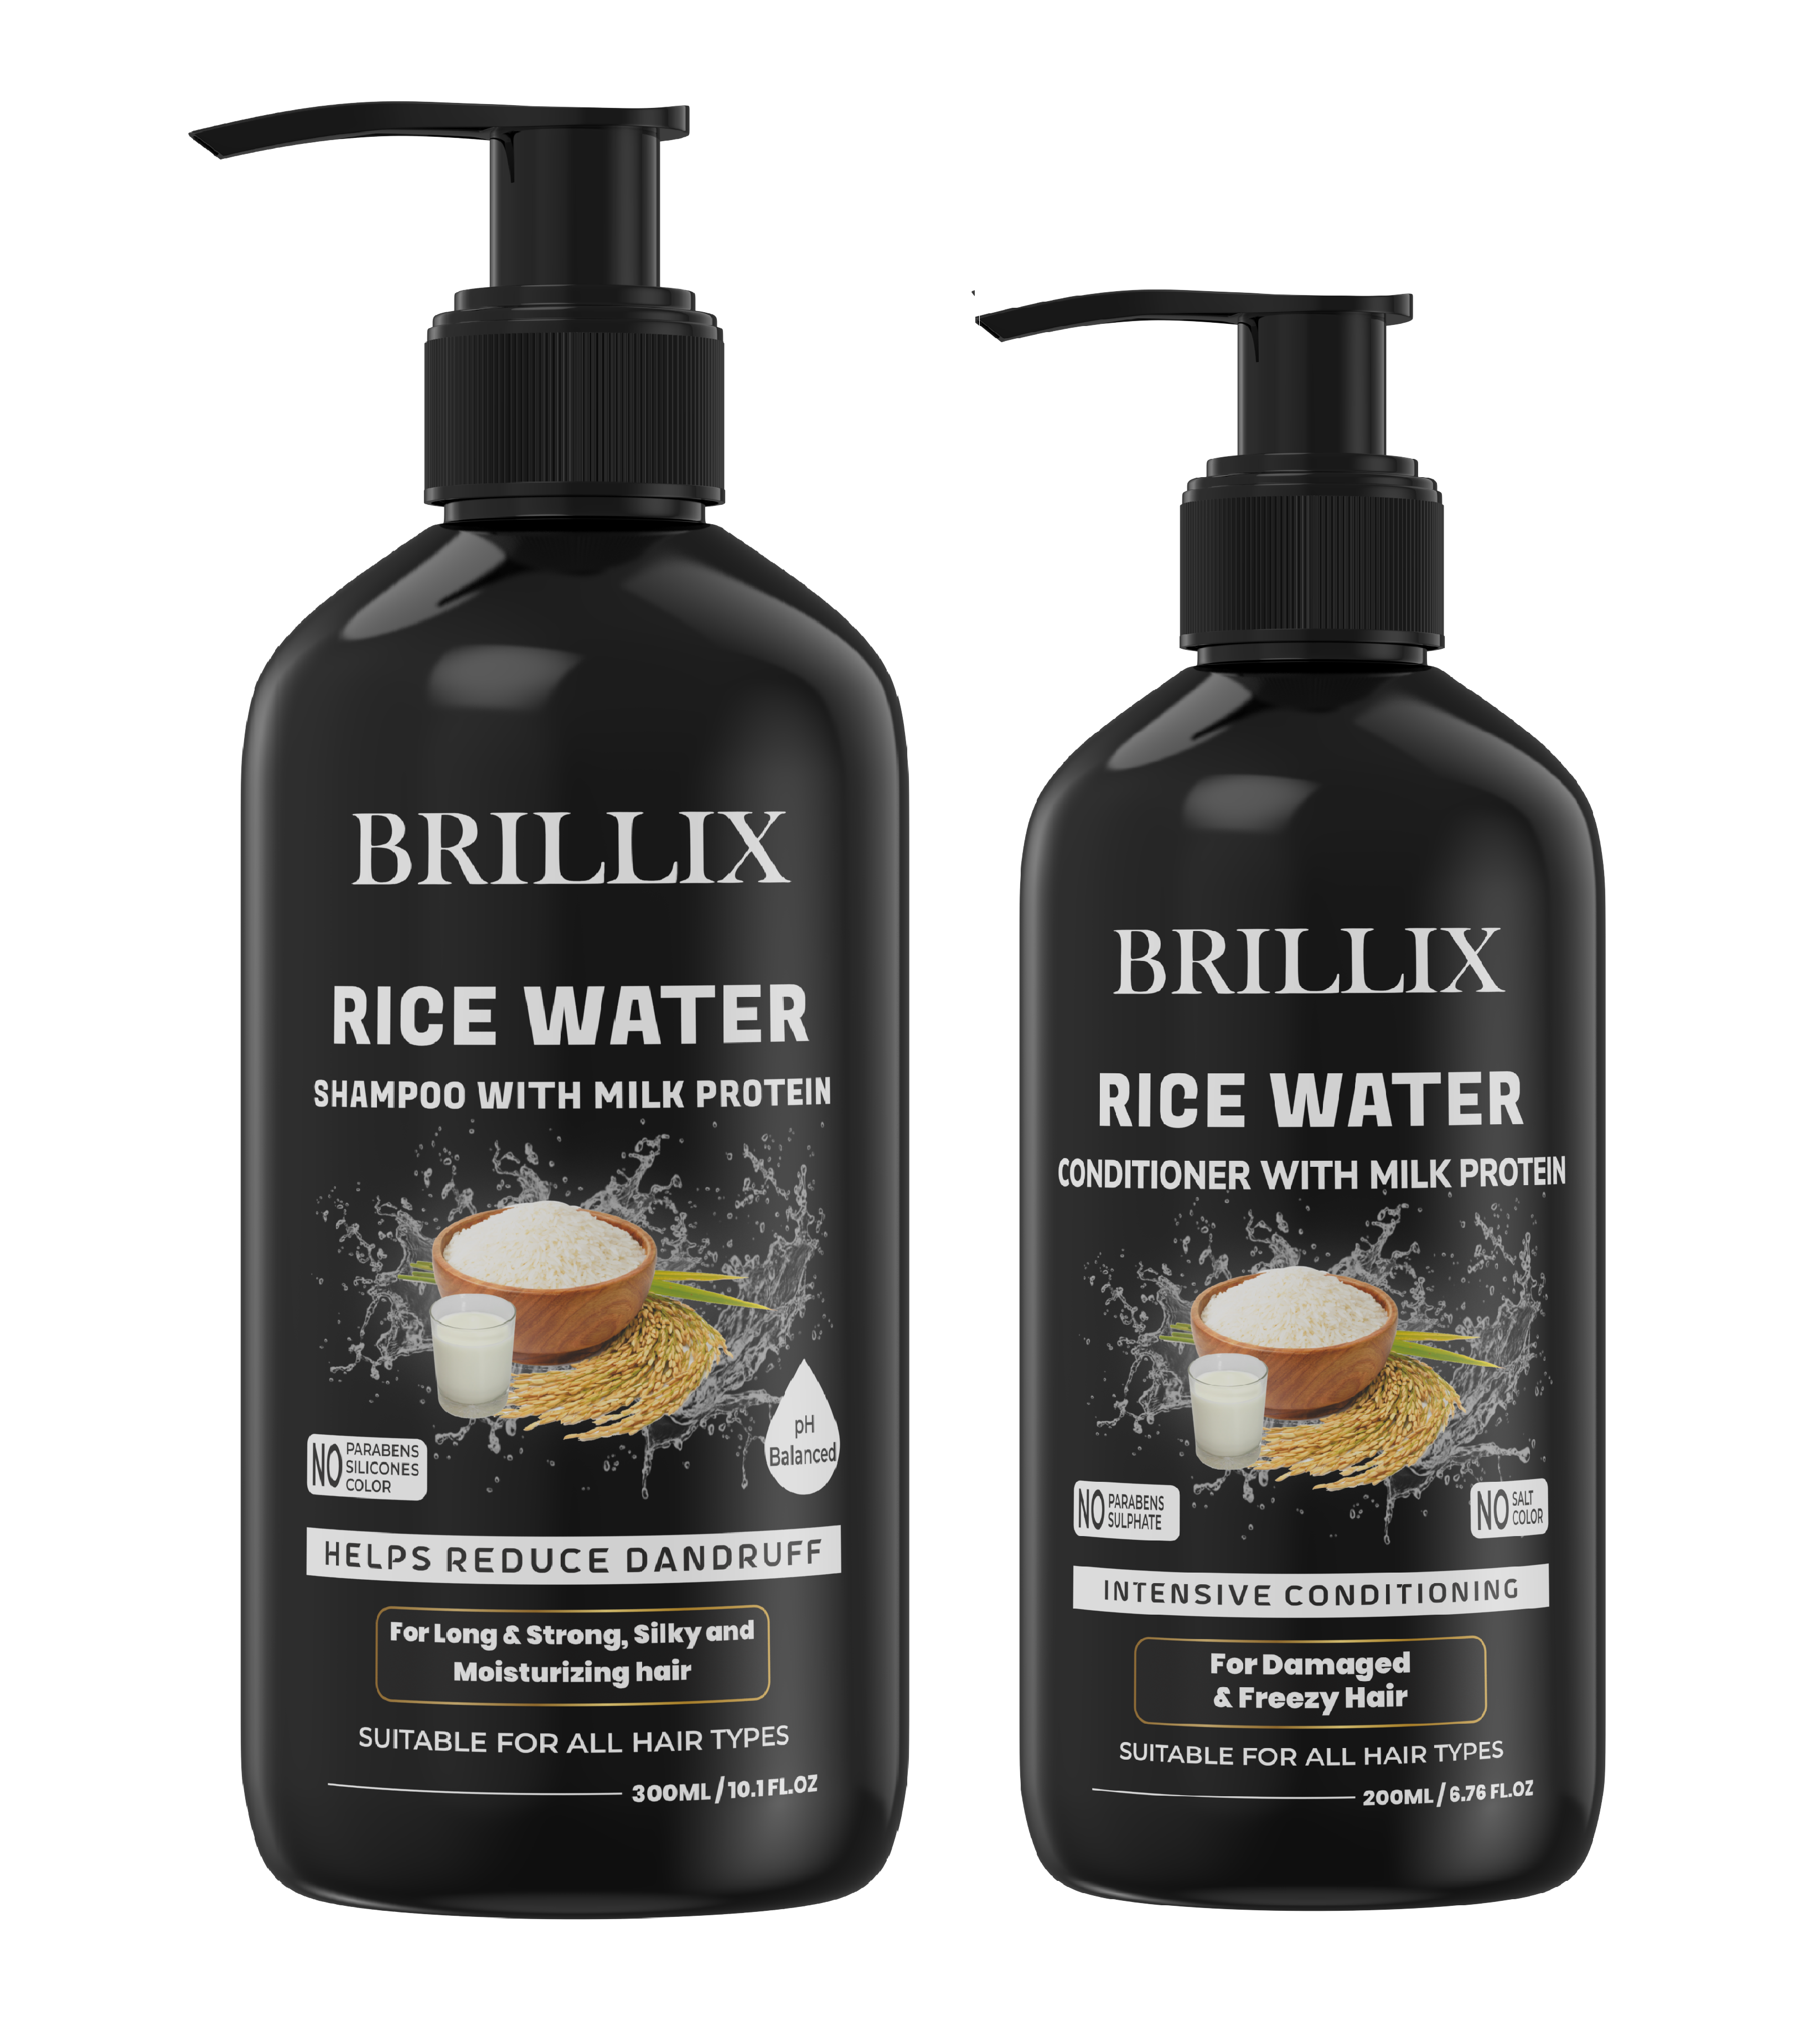 BRILLIX
RICE WATER
SHAMPOO WITH MILK PROTEIN
pH
Balanced
NO PARABENS
SILICONES
COLOR
HELPS REDUCE DANDRUFF
For Long & Strong, Silky and
Moisturizing hair
SUITABLE FOR ALL HAIR TYPES
300ML / 10.1 FL.OZ
BRILLIX
RICE WATER
CONDITIONER WITH MILK PROTEIN
NO PARABENS
SULPHATE
NO SALT
COLOR
INTENSIVE CONDITIONING
For Damaged
& Freezy Hair
SUITABLE FOR ALL HAIR TYPES
200ML / 6.76 FL.OZ